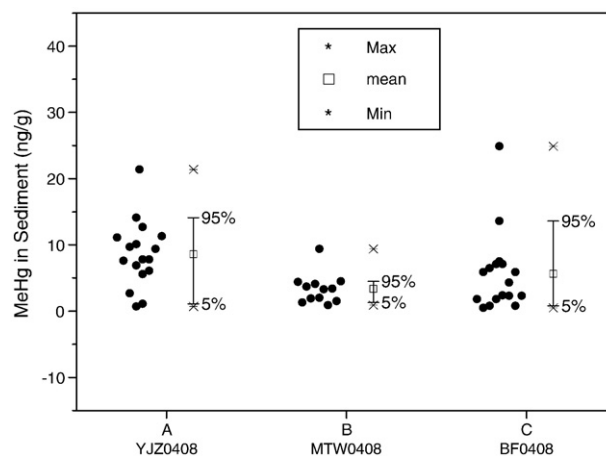 MeHg in Sediment (ng/g)
40
30
20
10
0
-10
* Max
mean
* Min
95%
5%
95%
5%
95%
5%
A
B
C
YJZ0408
MTW0408
BF0408